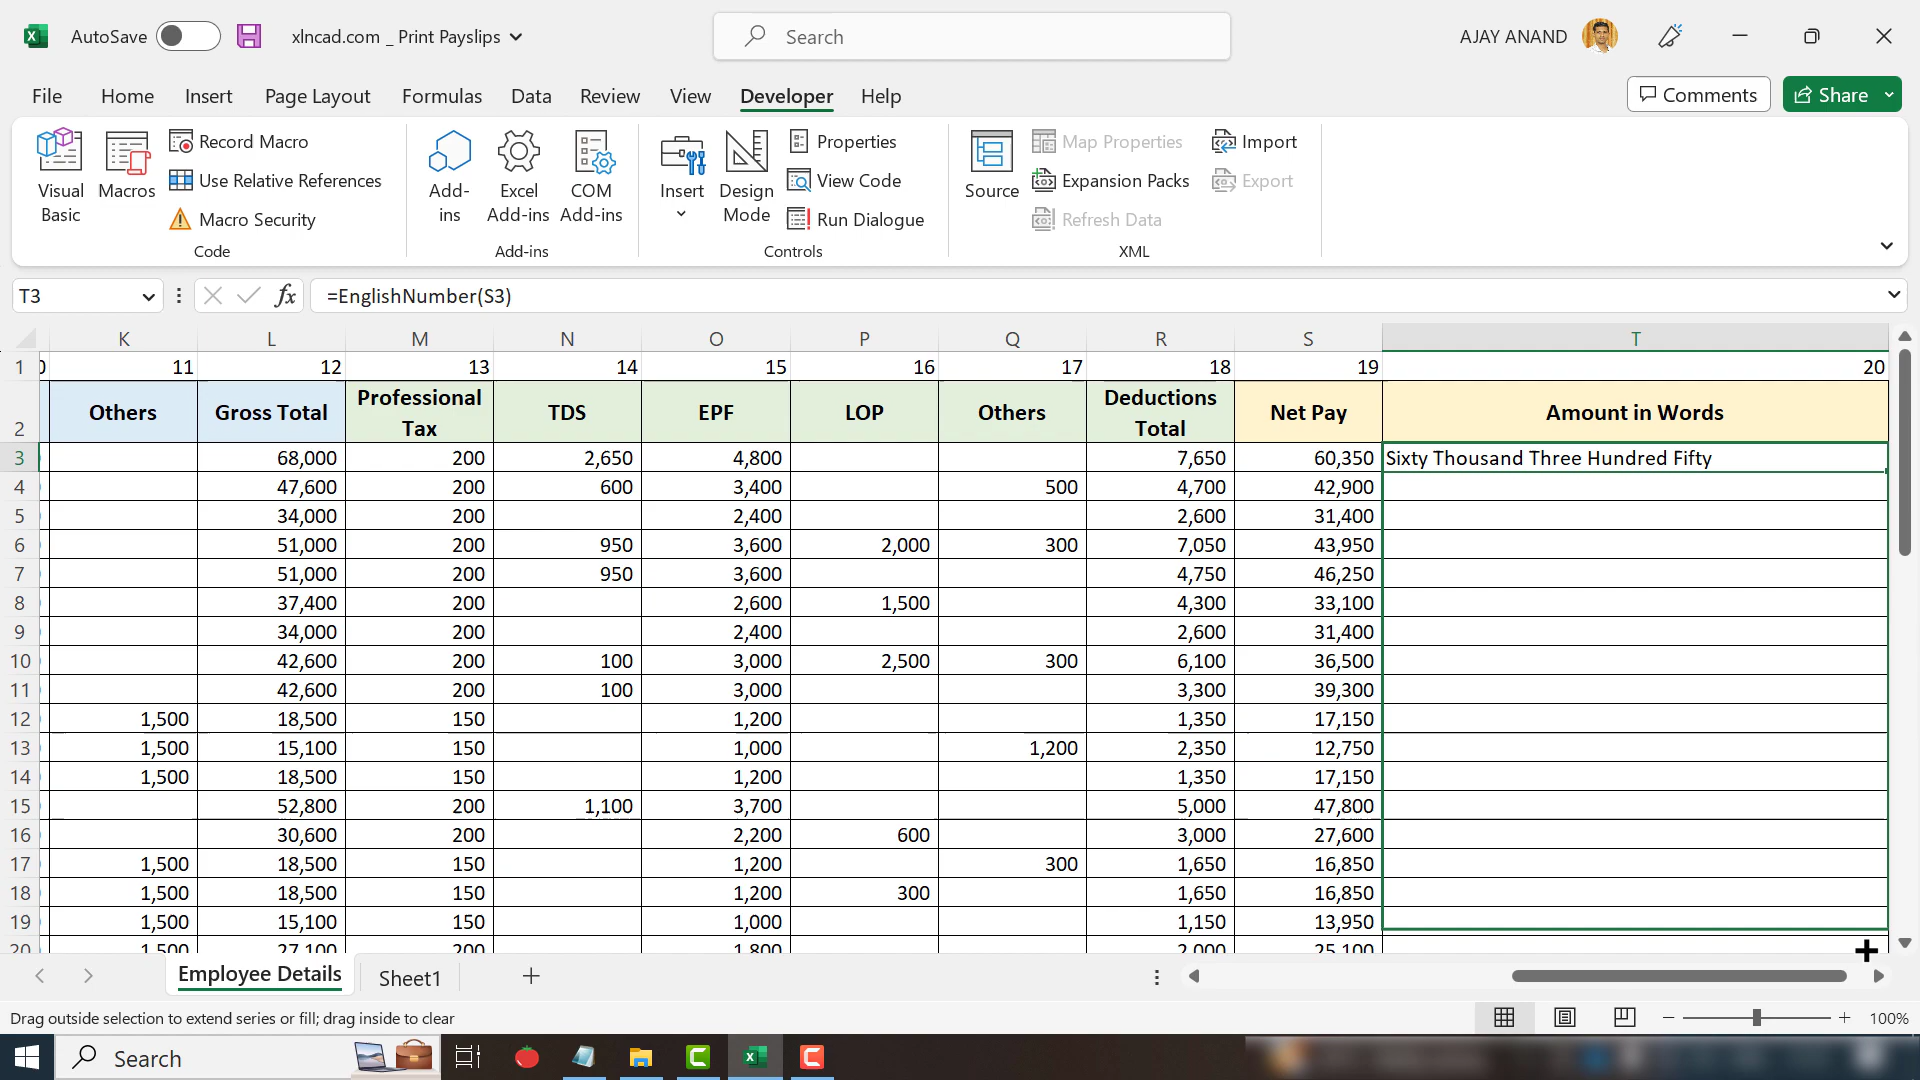 AutoSave
xlncad.com _ Print Payslips
Search
AJAY ANAND
File Home Insert Page Layout Formulas Data Review View Developer Help
Comments Share
Visual Basic
Macros
Record Macro
Use Relative References
Macro Security
Code
Add-ins
Excel Add-ins
COM Add-ins
Add-ins
Insert
Design Mode
Properties
View Code
Run Dialogue
Controls
Source
Map Properties
Expansion Packs
Refresh Data
Import
Export
XML
T3 fx =EnglishNumber(S3)
K L M N O P Q R S T
1 0 11 12 13 14 15 16 17 18 19 20
2 Others Gross Total Professional Tax TDS EPF LOP Others Deductions Total Net Pay Amount in Words
3 68,000 200 2,650 4,800 7,650 60,350 Sixty Thousand Three Hundred Fifty
4 47,600 200 600 3,400 500 4,700 42,900
5 34,000 200 2,400 2,600 31,400
6 51,000 200 950 3,600 2,000 300 7,050 43,950
7 51,000 200 950 3,600 4,750 46,250
8 37,400 200 2,600 1,500 4,300 33,100
9 34,000 200 2,400 2,600 31,400
10 42,600 200 100 3,000 2,500 300 6,100 36,500
11 42,600 200 100 3,000 3,300 39,300
12 1,500 18,500 150 1,200 1,350 17,150
13 1,500 15,100 150 1,000 1,200 2,350 12,750
14 1,500 18,500 150 1,200 1,350 17,150
15 52,800 200 1,100 3,700 5,000 47,800
16 30,600 200 2,200 600 3,000 27,600
17 1,500 18,500 150 1,200 300 1,650 16,850
18 1,500 18,500 150 1,200 300 1,650 16,850
19 1,500 15,100 150 1,000 1,150 13,950
20 1,500 27,100 200 1,800 2,000 25,100
Employee Details Sheet1
Drag outside selection to extend series or fill; drag inside to clear
100%
Search